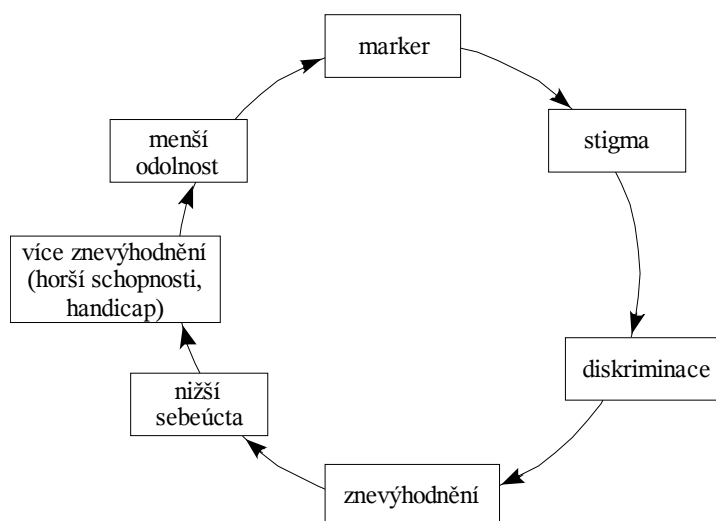 marker
stigma
diskriminace
znevýhodnění
nižší
sebeúcta
více znevýhodnění
(horší schopnosti,
handicap)
menší
odolnost